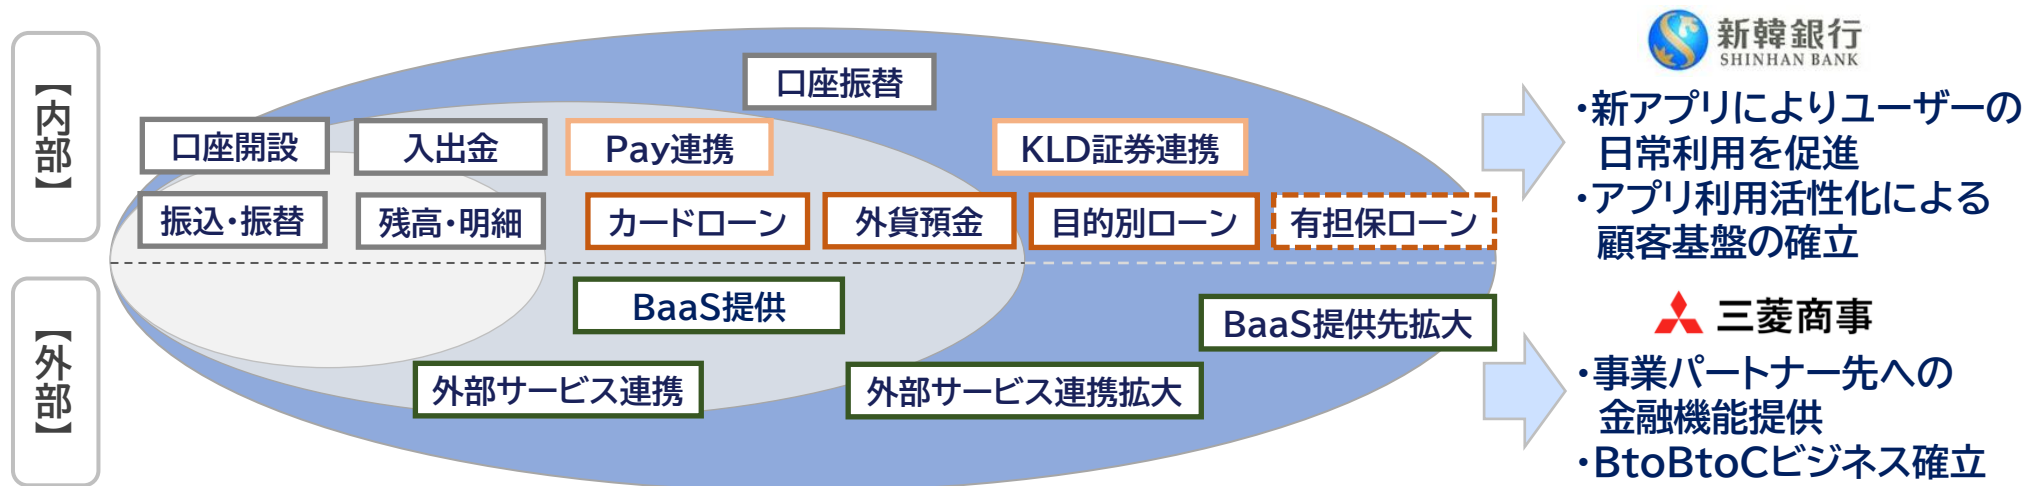 【内部】
口座振替
口座開設
入出金
Pay連携
KLD証券連携
振込・振替
残高・明細
カードローン
外貨預金
目的別ローン
有担保ローン
新韓銀行
SHINHAN BANK
・新アプリによりユーザーの
日常利用を促進
・アプリ利用活性化による
顧客基盤の確立
【外部】
BaaS提供
BaaS提供先拡大
外部サービス連携
外部サービス連携拡大
三菱商事
・事業パートナー先への
金融機能提供
・BtoBtoCビジネス確立